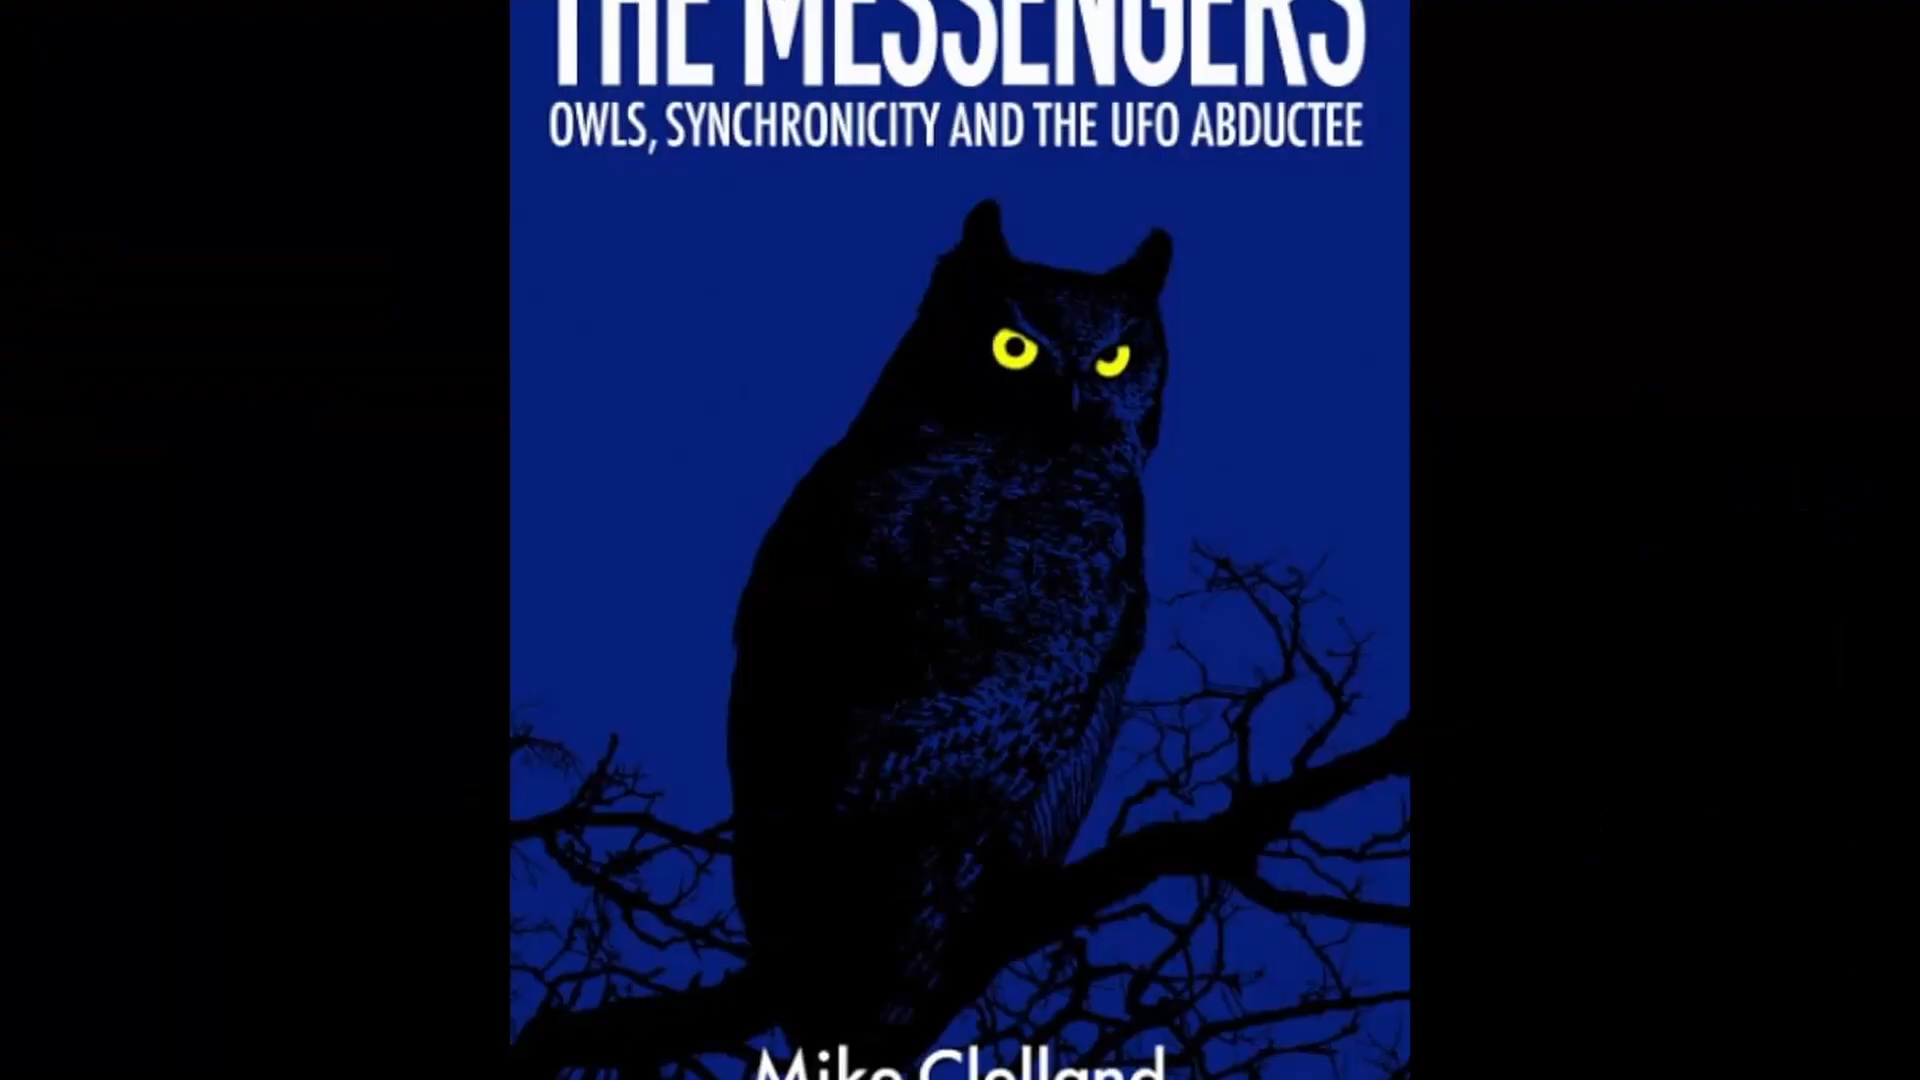 THE MESSENGERS
OWLS, SYNCHRONICITY AND THE UFO ABDUCTEE
Mike Clelland